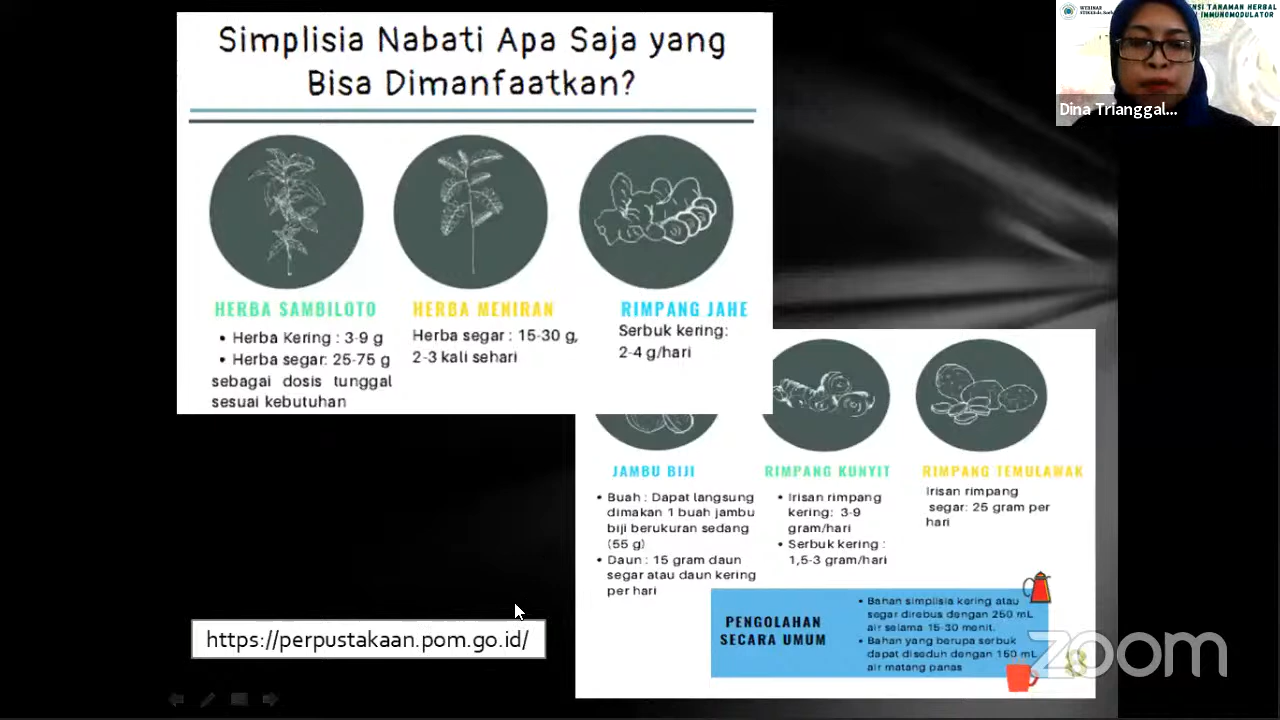 Simplisia Nabati Apa Saja yang
Bisa Dimanfaatkan?
HERBA SAMBILOTO
• Herba Kering : 3-9 g
• Herba segar: 25-75 g
sebagai dosis tunggal
sesuai kebutuhan
HERBA MENIRAN
Herba segar : 15-30 g,
2-3 kali sehari
RIMPANG JAHE
Serbuk kering:
2-4 g/hari
JAMBU BIJI
• Buah : Dapat langsung
dimakan 1 buah jambu
biji berukuran sedang
(55 g)
• Daun : 15 gram daun
segar atau daun kering
per hari
RIMPANG KUNYIT
• Irisan rimpang
kering: 3-9
gram/hari
• Serbuk kering :
1,5-3 gram/hari
RIMPANG TEMULAWAK
Irisan rimpang
segar: 25 gram per
hari
PENGOLAHAN
SECARA UMUM
• Bahan simplisia kering atau
segar direbus dengan 250 mL
air selama 15-30 menit.
• Bahan yang berupa serbuk
dapat diseduh dengan 150 mL
air matang panas
https://perpustakaan.pom.go.id/
WEBINAR
TANAMAN HERBAL
IMMUNOMODULATOR
Dina Trianggal...
zoom